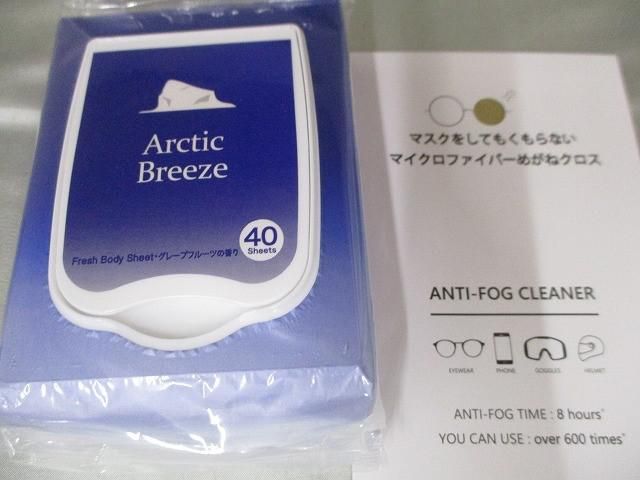 Arctic
Breeze
Fresh Body Sheet・グレープフルーツの香り
40
Sheets
マスクをしてもくもらない
マイクロファイバーめがねクロス
ANTI-FOG CLEANER
EYEWEAR PHONE GOGGLES HELMET
ANTI-FOG TIME : 8 hours*
YOU CAN USE : over 600 times*